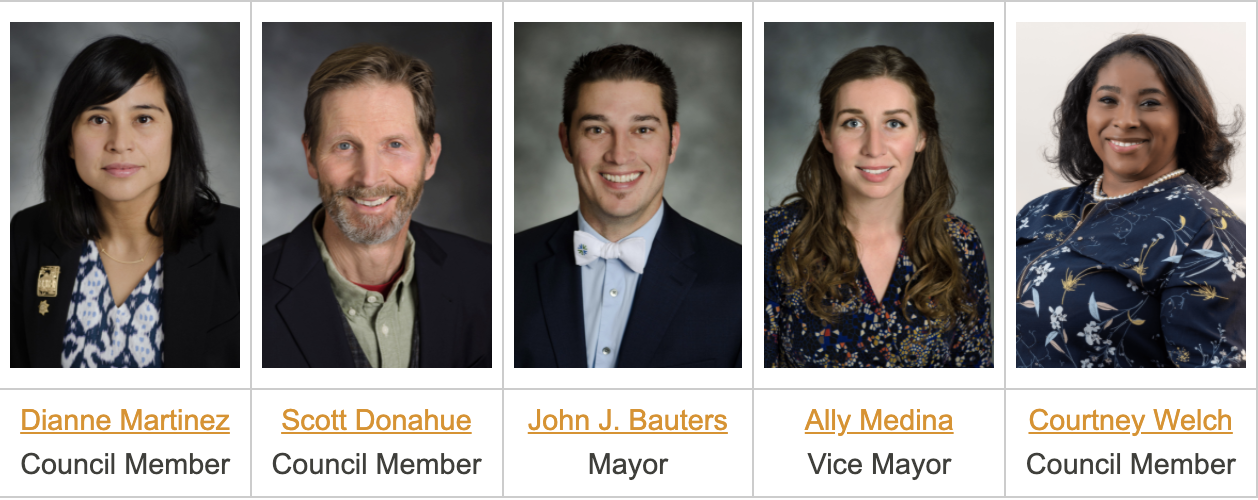 Dianne Martinez
Council Member
Scott Donahue
Council Member
John J. Bauters
Mayor
Ally Medina
Vice Mayor
Courtney Welch
Council Member